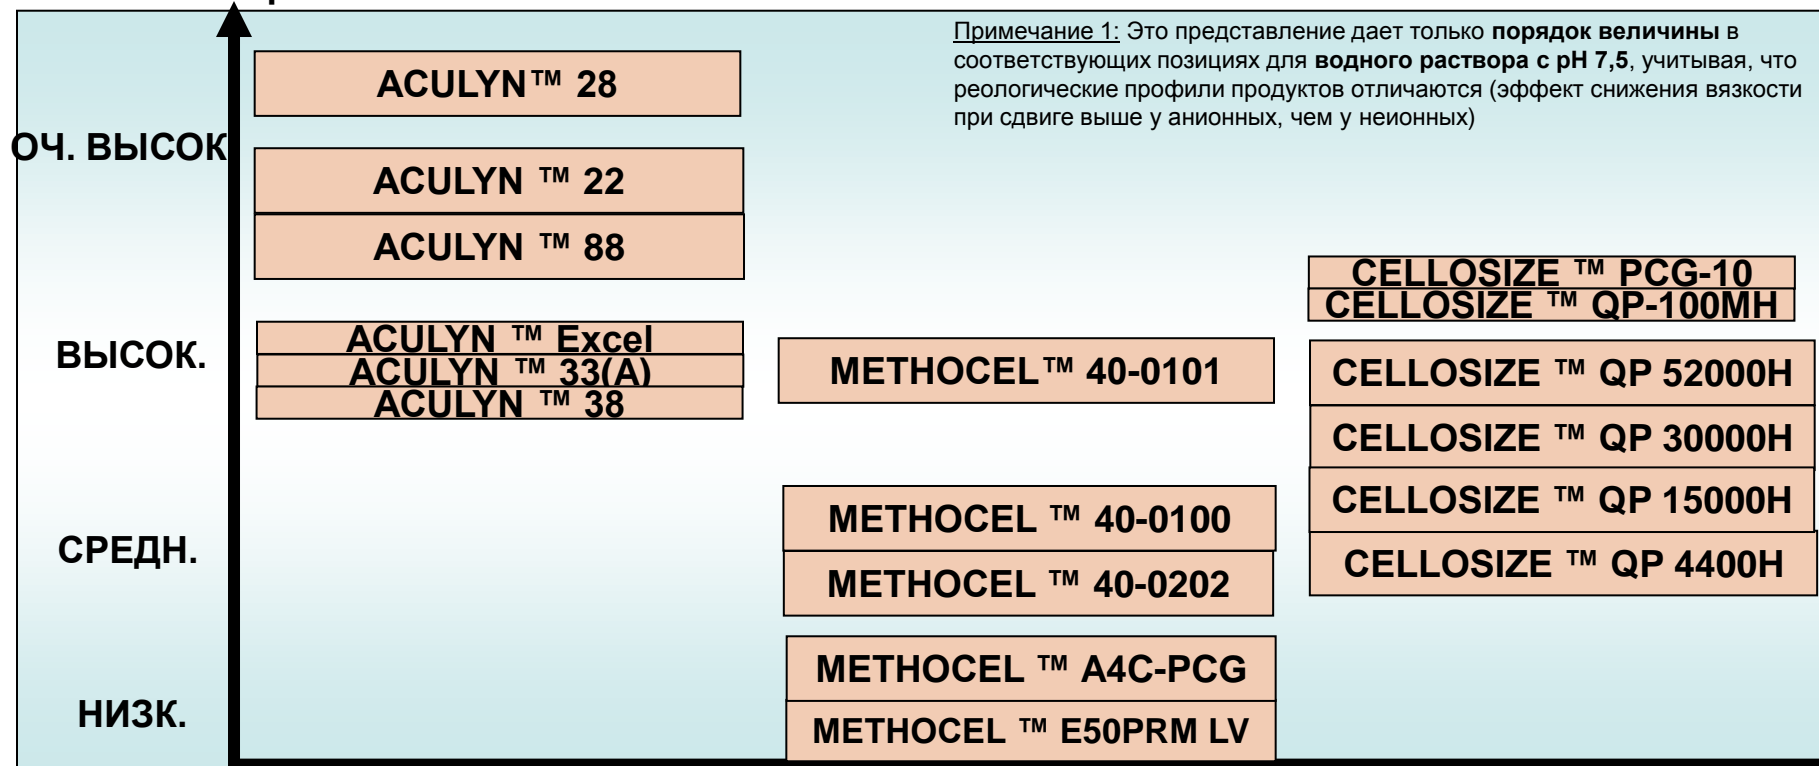 Примечание 1: Это представление дает только порядок величины в
соответствующих позициях для водного раствора с pH 7,5, учитывая, что
реологические профили продуктов отличаются (эффект снижения вязкости
при сдвиге выше у анионных, чем у неионных)
ОЧ. ВЫСОК
ACULYN™ 28
ACULYN ™ 22
ACULYN ™ 88
ВЫСОК.
ACULYN ™ Excel
ACULYN ™ 33(A)
ACULYN ™ 38
METHOCEL™ 40-0101
CELLOSIZE ™ PCG-10
CELLOSIZE ™ QP-100MH
CELLOSIZE ™ QP 52000H
CELLOSIZE ™ QP 30000H
CELLOSIZE ™ QP 15000H
CELLOSIZE ™ QP 4400H
СРЕДН.
METHOCEL ™ 40-0100
METHOCEL ™ 40-0202
НИЗК.
METHOCEL ™ A4C-PCG
METHOCEL ™ E50PRM LV